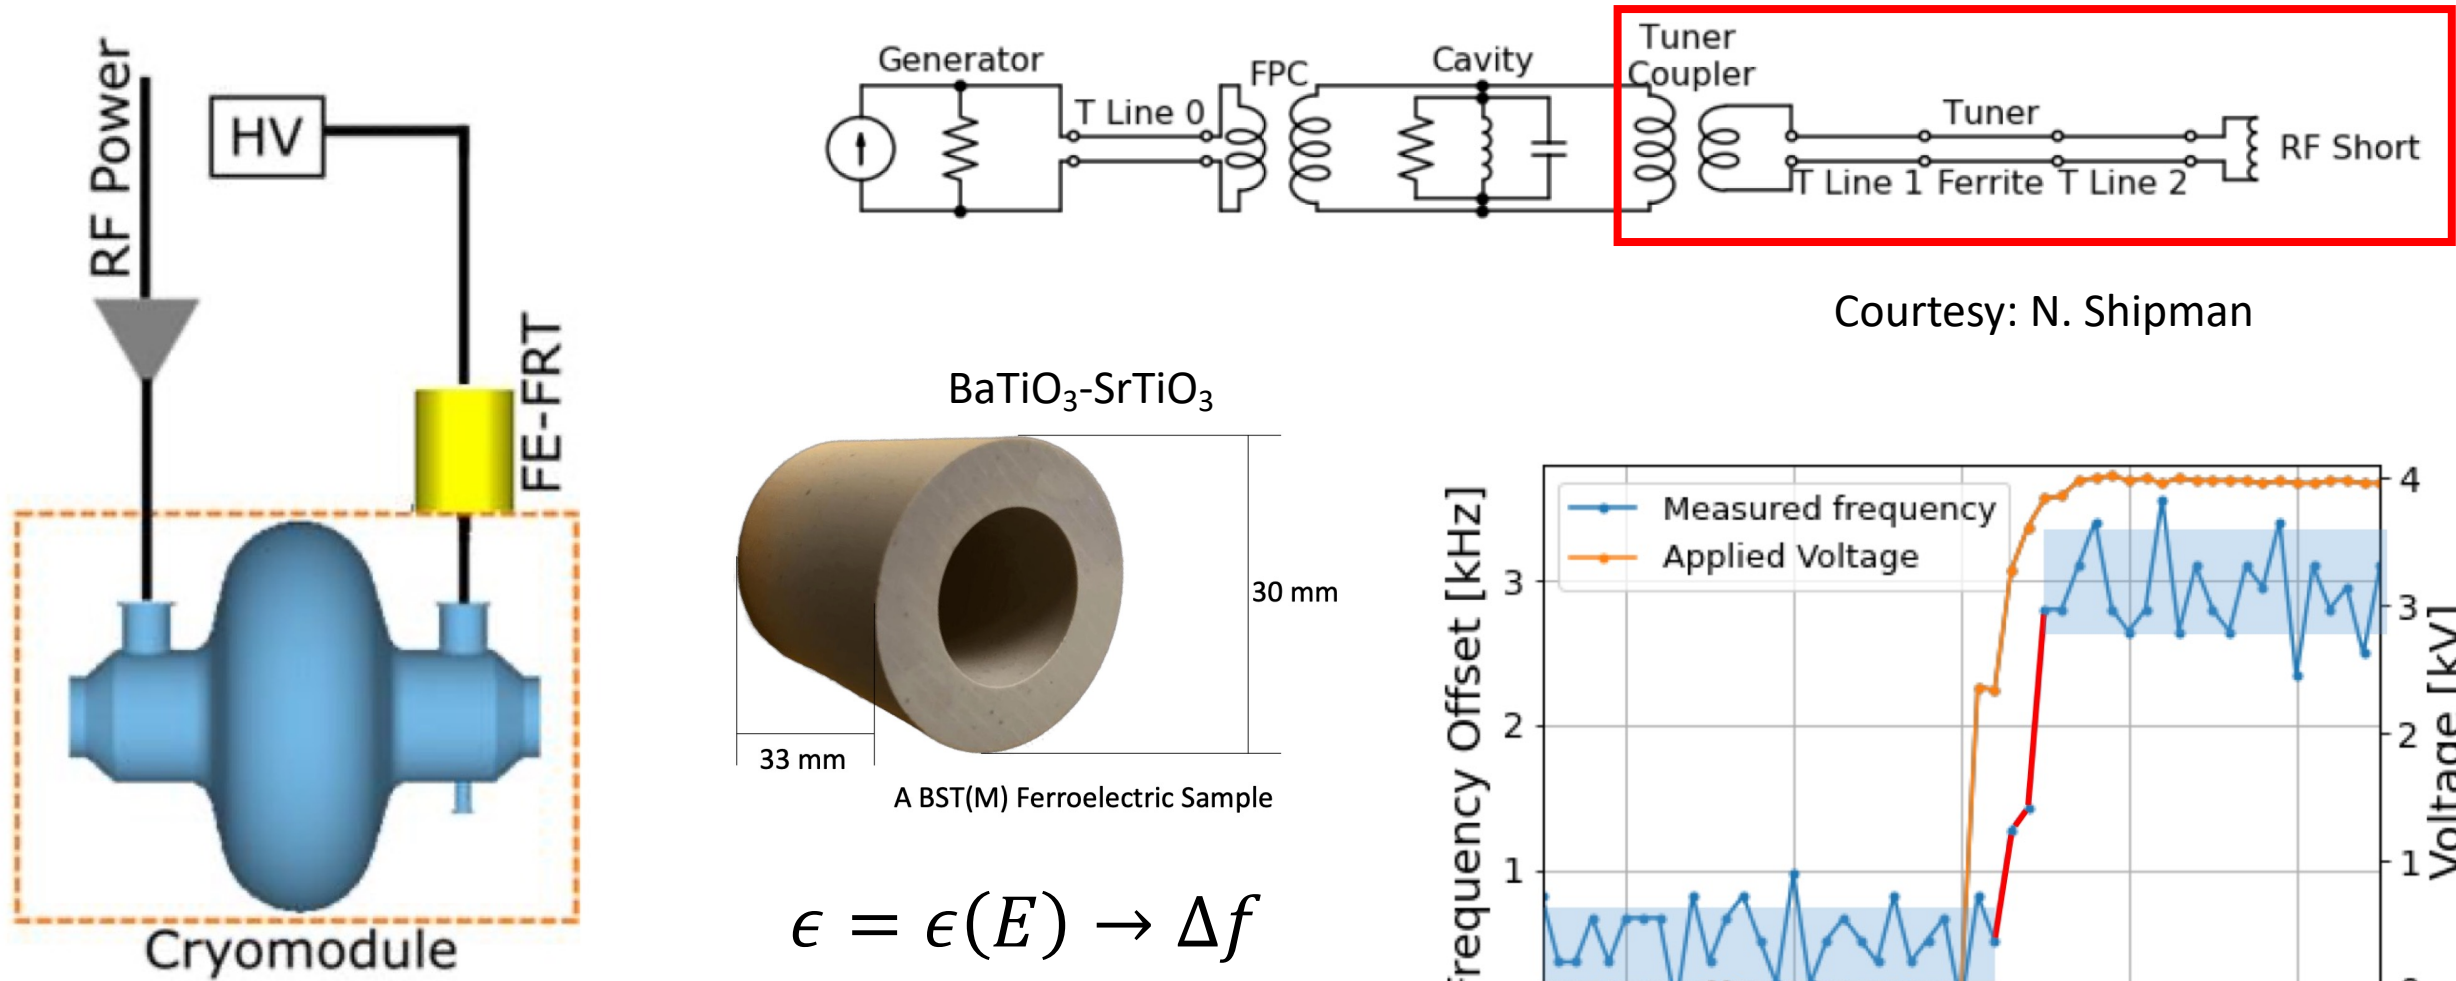 RF Power
HV
FE-FRT
Cryomodule
Generator
T Line 0
FPC
Cavity
Tuner
Coupler
Tuner
T Line 1 Ferrite T Line 2
RF Short
Courtesy: N. Shipman
BaTiO₃-SrTiO₃
30 mm
33 mm
A BST(M) Ferroelectric Sample
ϵ = ϵ(E) → Δf
Measured frequency
Applied Voltage
Frequency Offset [kHz]
3
2
1
4
3
2
1
Voltage [kV]